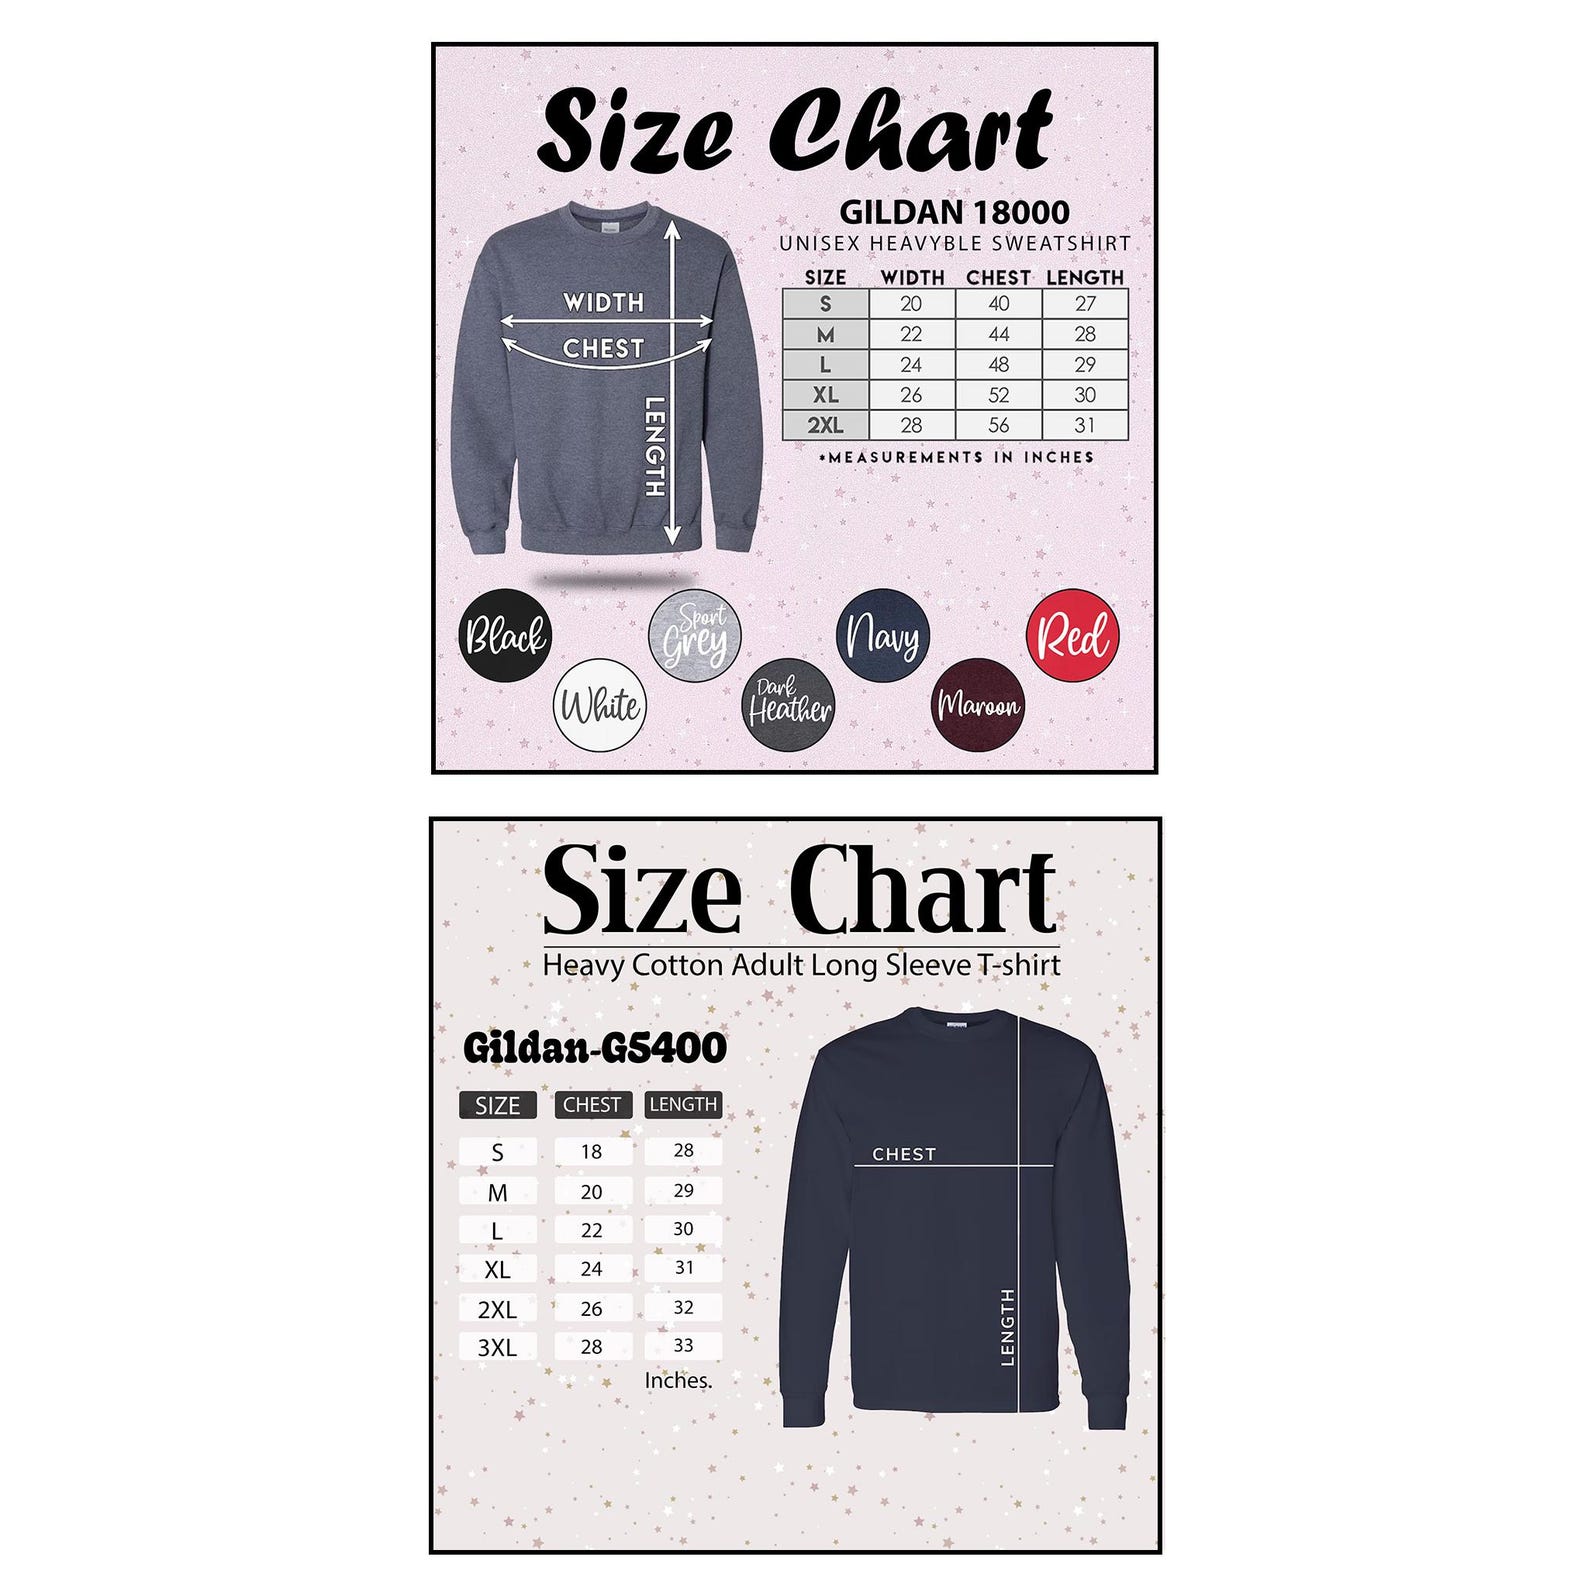 Size Chart
GILDAN 18000
UNISEX HEAVYBLE SWEATSHIRT
SIZE WIDTH CHEST LENGTH
S 20 40 27
M 22 44 28
L 24 48 29
XL 26 52 30
2XL 28 56 31
*MEASUREMENTS IN INCHES
WIDTH
CHEST
LENGTH
Black
White
Sport
Grey
Dark
Heather
Navy
Maroon
Red
Size Chart
Heavy Cotton Adult Long Sleeve T-shirt
Gildan-G5400
SIZE CHEST LENGTH
S 18 28
M 20 29
L 22 30
XL 24 31
2XL 26 32
3XL 28 33
Inches.
CHEST
LENGTH